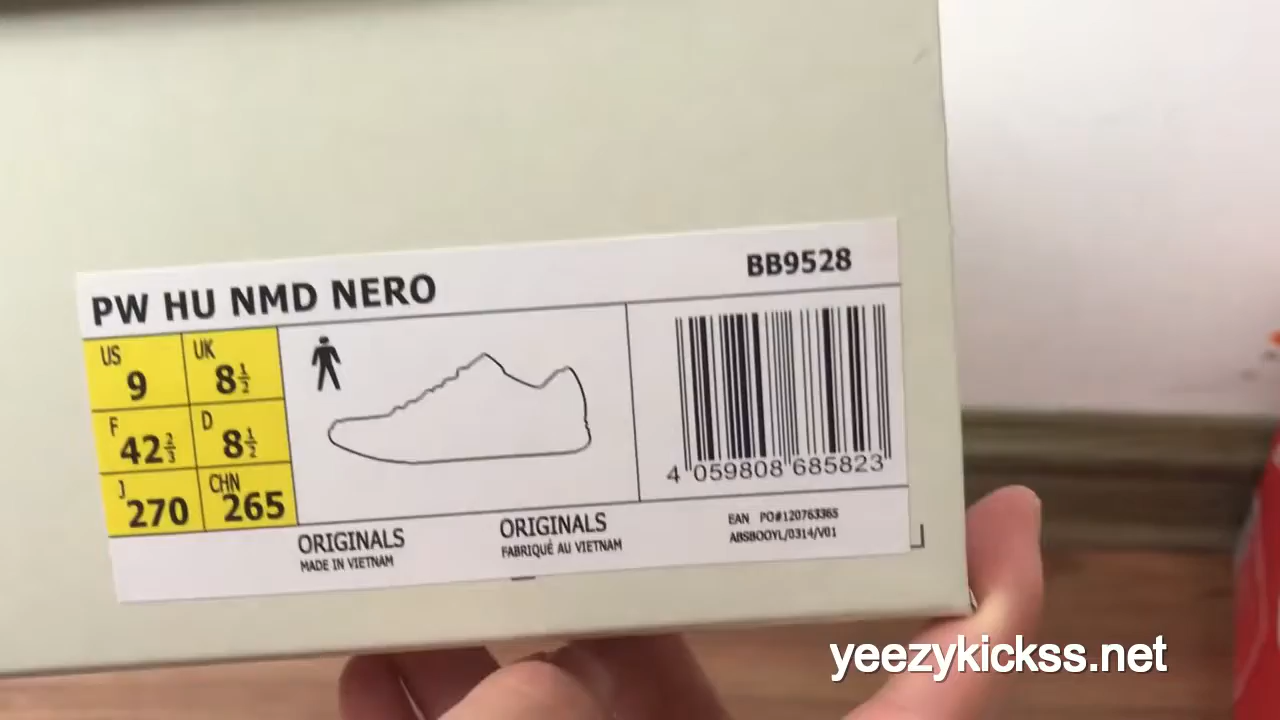 PW HU NMD NERO
BB9528
US
9
UK
8½
F
42⅔
D
8½
J
270
CHN
265
4 059808 685823
ORIGINALS
MADE IN VIETNAM
ORIGINALS
FABRIQUÉ AU VIETNAM
EAN PO#120763365
ABSBOOYL/0314/V01
yeezykickss.net